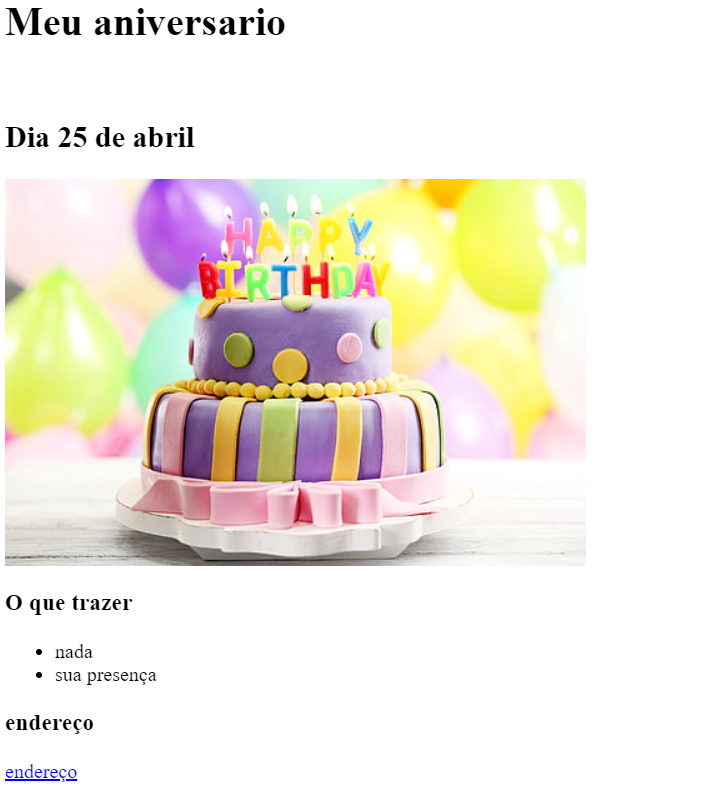 Meu aniversario
Dia 25 de abril
HAPPY
BIRTHDAY
O que trazer
nada
sua presença
endereço
endereço